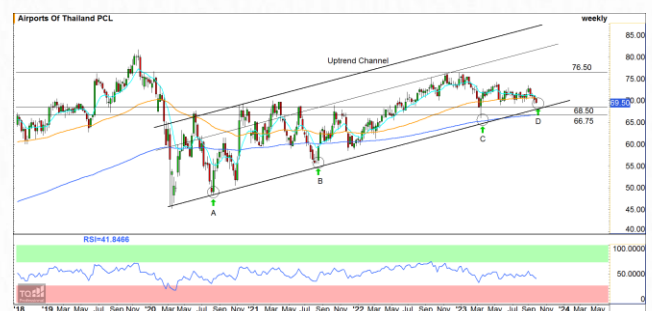 Airports Of Thailand PCL
weekly
Uptrend Channel
85.00
80.00
76.50
75.00
70.00
69.50
68.50
66.75
65.00
60.00
55.00
50.00
45.00
40.00
A
B
C
D
RSI=41.8466
100.0000
50.0000
0
'18
'19 Mar May Jul Sep Nov '20 Mar May Jul Sep Nov '21 Mar May Jul Sep Nov '22 Mar May Jul Sep Nov '23 Mar May Jul Sep Nov '24 Mar May